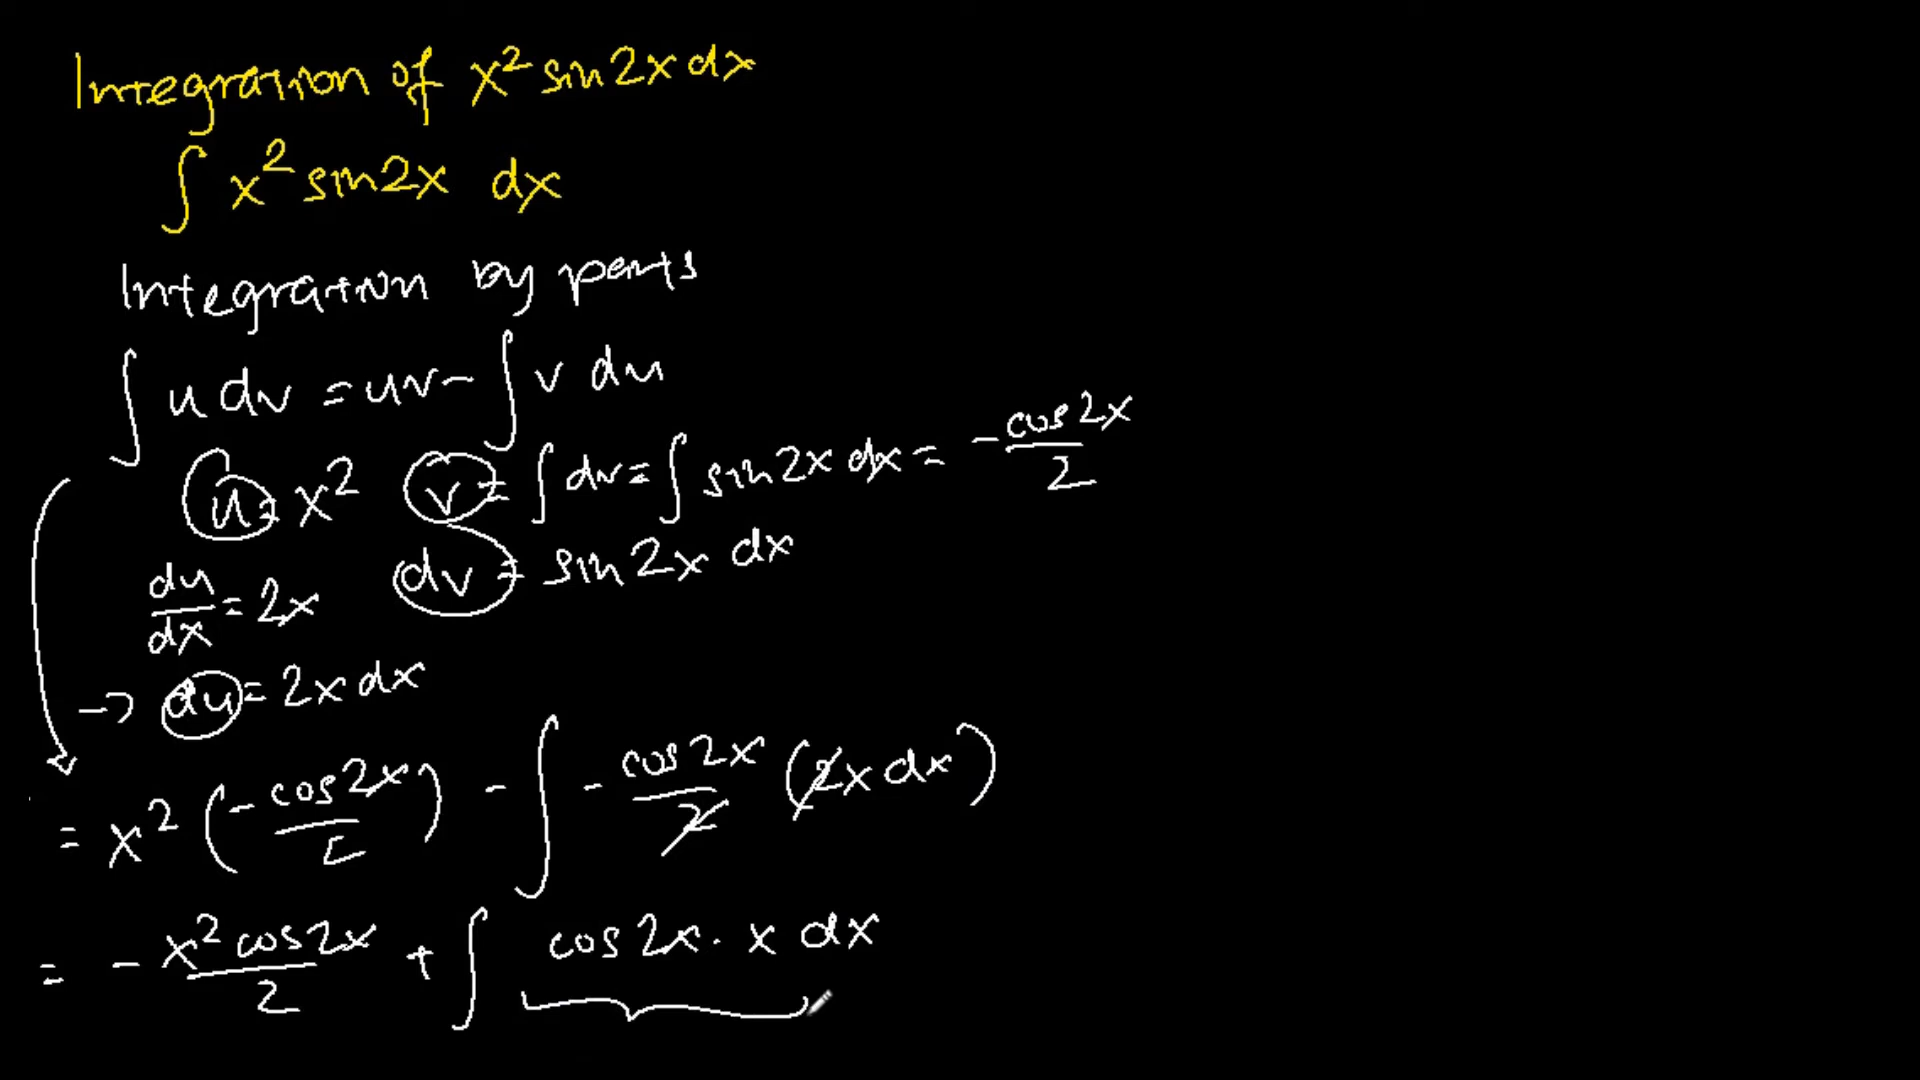 Integration of x² sin2x dx
∫ x² sin2x dx
Integration by parts
∫ u dv = uv - ∫ v du
u = x² v = ∫ dv = ∫ sin2x dx = -cos2x/2
du/dx = 2x dv = sin2x dx
→ du = 2x dx
= x² (-cos2x/2) - ∫ -cos2x/2 (2x dx)
= -x² cos2x/2 + ∫ cos2x · x dx